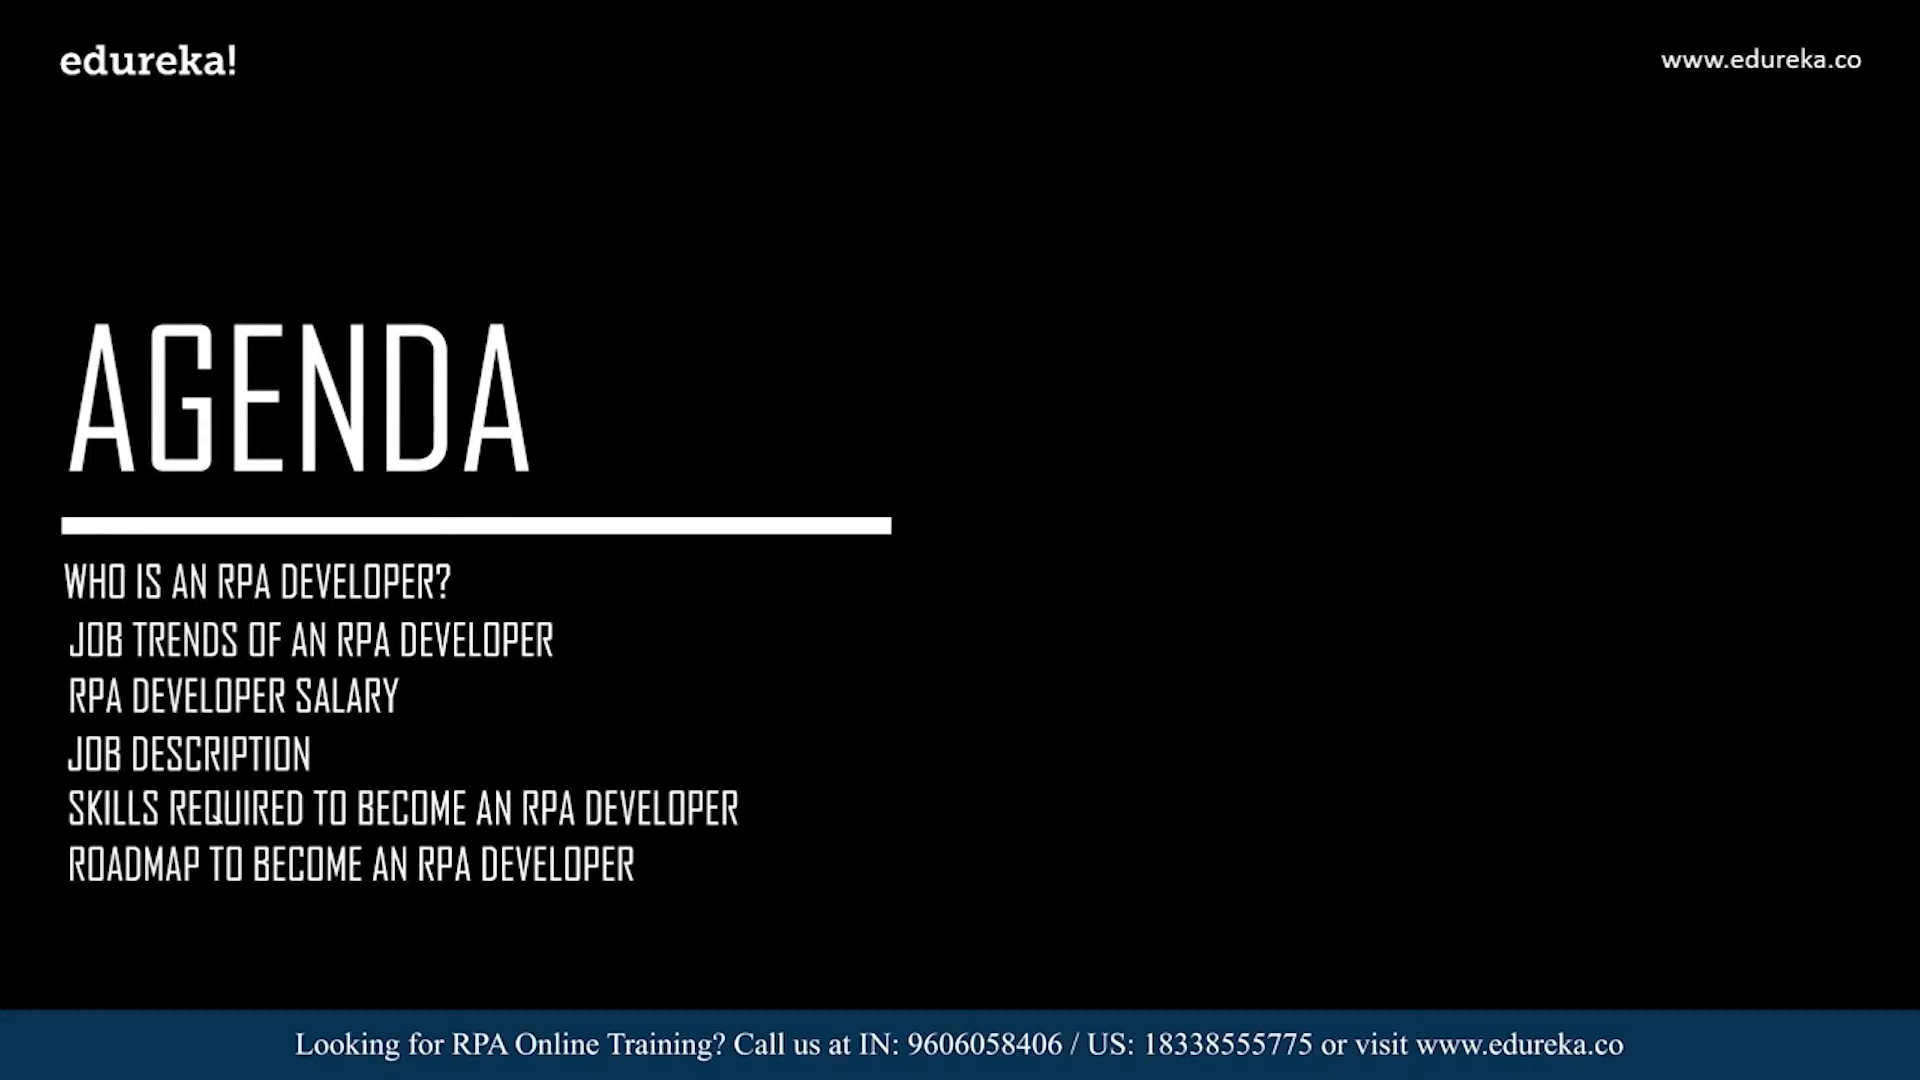 edureka!
www.edureka.co
AGENDA
WHO IS AN RPA DEVELOPER?
JOB TRENDS OF AN RPA DEVELOPER
RPA DEVELOPER SALARY
JOB DESCRIPTION
SKILLS REQUIRED TO BECOME AN RPA DEVELOPER
ROADMAP TO BECOME AN RPA DEVELOPER
Looking for RPA Online Training? Call us at IN: 9606058406 / US: 18338555775 or visit www.edureka.co